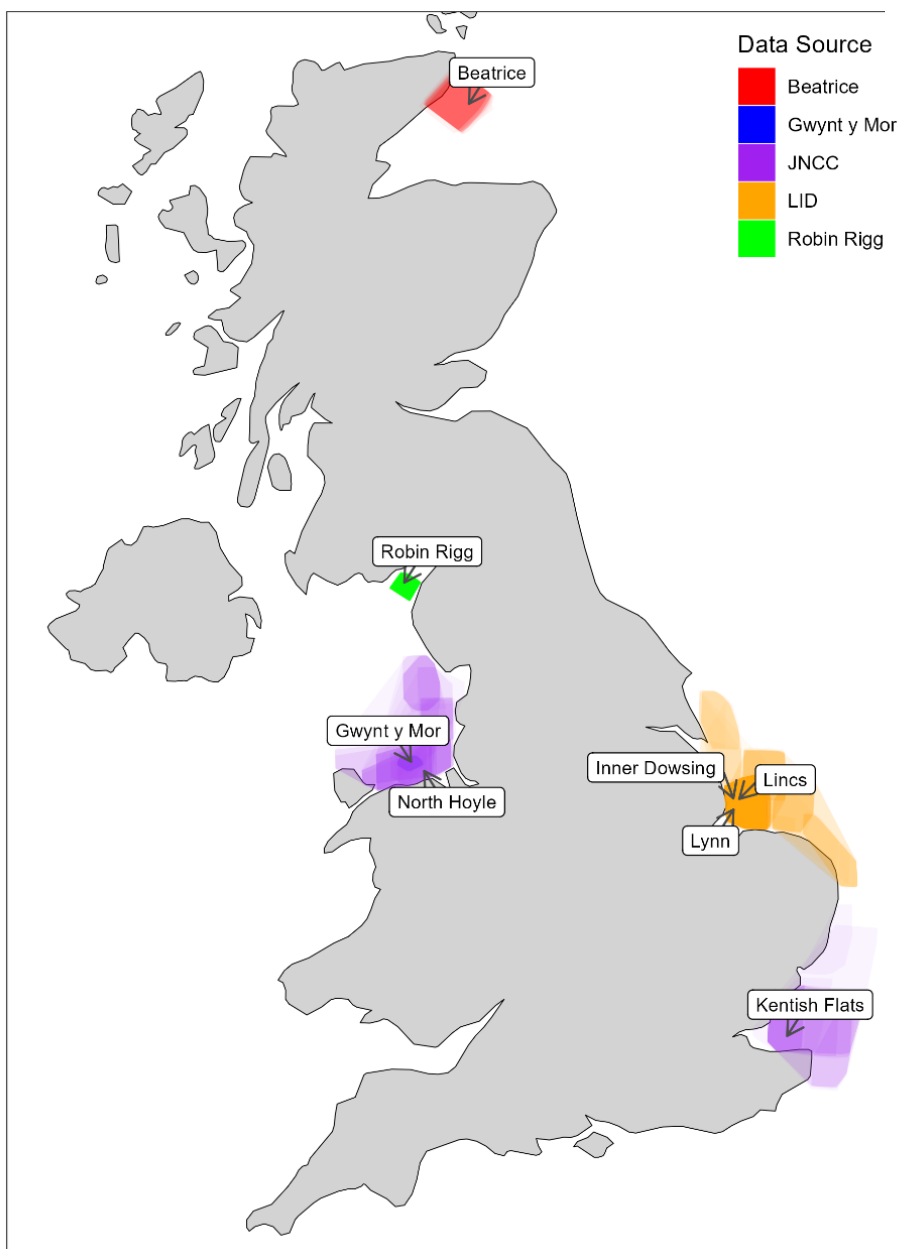 Data Source
Beatrice
Gwynt y Mor
JNCC
LID
Robin Rigg
Beatrice
Robin Rigg
Gwynt y Mor
North Hoyle
Inner Dowsing
Lincs
Lynn
Kentish Flats